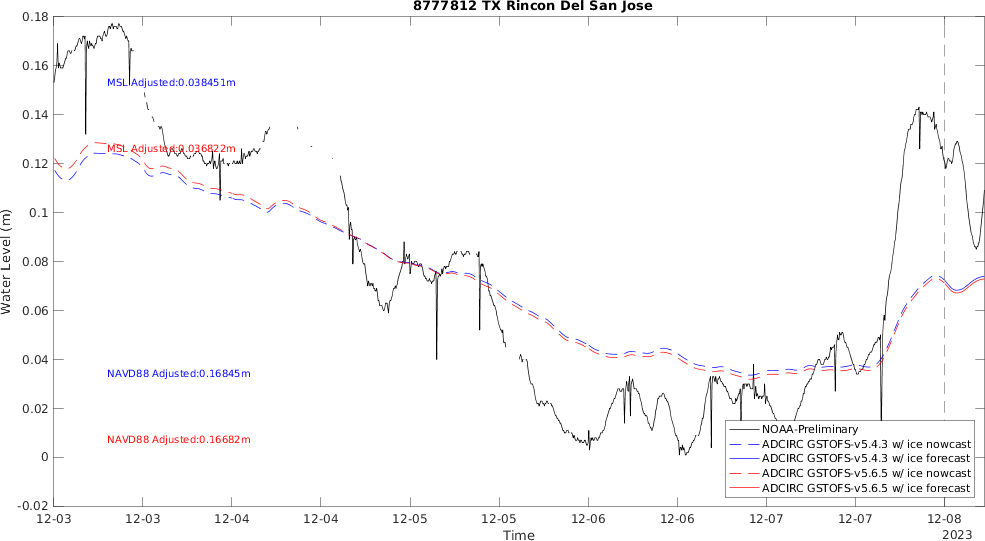 8777812 TX Rincon Del San Jose
0.18
0.16
0.14
0.12
0.1
0.08
0.06
0.04
0.02
0
-0.02
Water Level (m)
MSL Adjusted:0.038451m
MSL Adjusted:0.036822m
NAVD88 Adjusted:0.16845m
NAVD88 Adjusted:0.16682m
NOAA-Preliminary
ADCIRC GSTOFS-v5.4.3 w/ ice nowcast
ADCIRC GSTOFS-v5.4.3 w/ ice forecast
ADCIRC GSTOFS-v5.6.5 w/ ice nowcast
ADCIRC GSTOFS-v5.6.5 w/ ice forecast
12-03 12-03 12-04 12-04 12-05 12-05 12-06 12-06 12-07 12-07 12-08
Time
2023